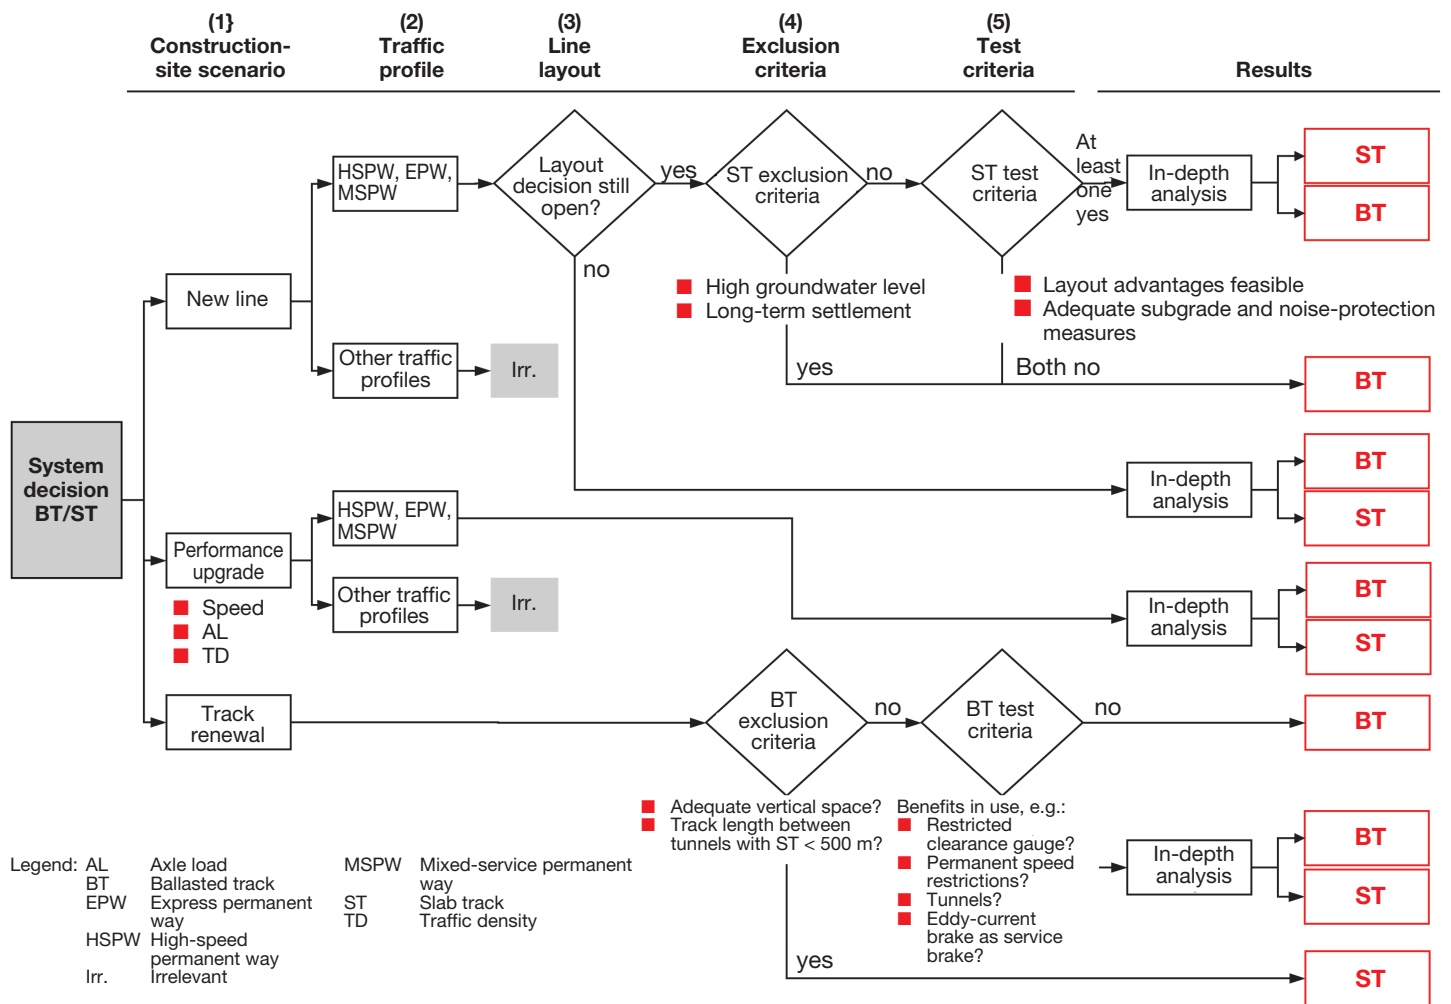 (1}
Construction-
site scenario
(2)
Traffic
profile
(3)
Line
layout
(4)
Exclusion
criteria
(5)
Test
criteria
Results
HSPW, EPW,
MSPW
Layout
decision still
open?
yes
ST exclusion
criteria
no
ST test
criteria
At
least
one
yes
In-depth
analysis
ST
BT
no
High groundwater level
Long-term settlement
Layout advantages feasible
Adequate subgrade and noise-protection
measures
New line
Other traffic
profiles
Irr.
yes
Both no
BT
System
decision
BT/ST
In-depth
analysis
BT
ST
HSPW, EPW,
MSPW
Performance
upgrade
Speed
AL
TD
Other traffic
profiles
Irr.
In-depth
analysis
BT
ST
Track
renewal
BT
exclusion
criteria
no
BT test
criteria
no
BT
Adequate vertical space?
Track length between
tunnels with ST < 500 m?
Benefits in use, e.g.:
Restricted
clearance gauge?
Permanent speed
restrictions?
Tunnels?
Eddy-current
brake as service
brake?
In-depth
analysis
BT
ST
yes
ST
Legend: AL Axle load
BT Ballasted track
EPW Express permanent
way
HSPW High-speed
permanent way
Irr. Irrelevant
MSPW Mixed-service permanent
way
ST Slab track
TD Traffic density